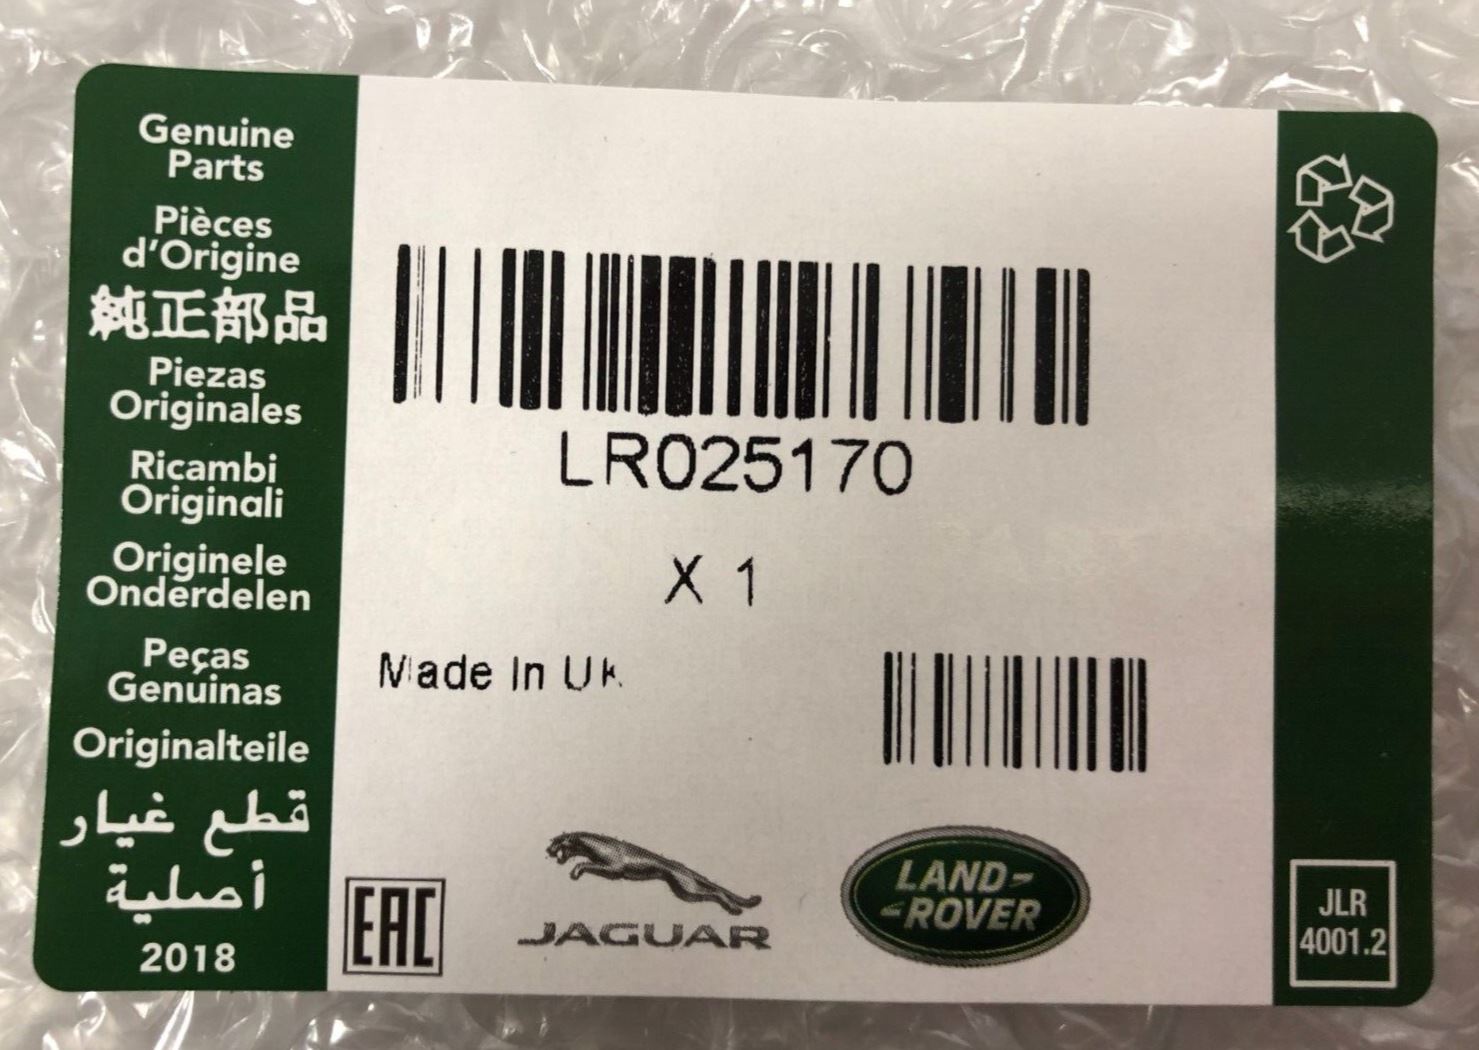 Genuine
Parts
Pièces
d'Origine
純正部品
Piezas
Originales
Ricambi
Originali
Originele
Onderdelen
Peças
Genuinas
Originalteile
قطع غيار
أصلية
2018
LR025170
X 1
Made In UK
EAC
JAGUAR
LAND-
-ROVER
JLR
4001.2